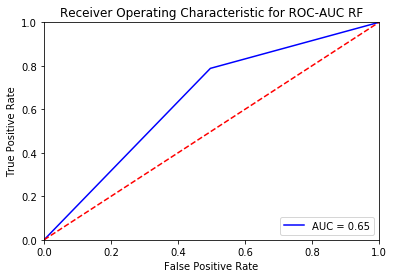 Receiver Operating Characteristic for ROC-AUC RF
1.0
0.8
0.6
0.4
0.2
0.0
True Positive Rate
AUC = 0.65
0.0 0.2 0.4 0.6 0.8 1.0
False Positive Rate